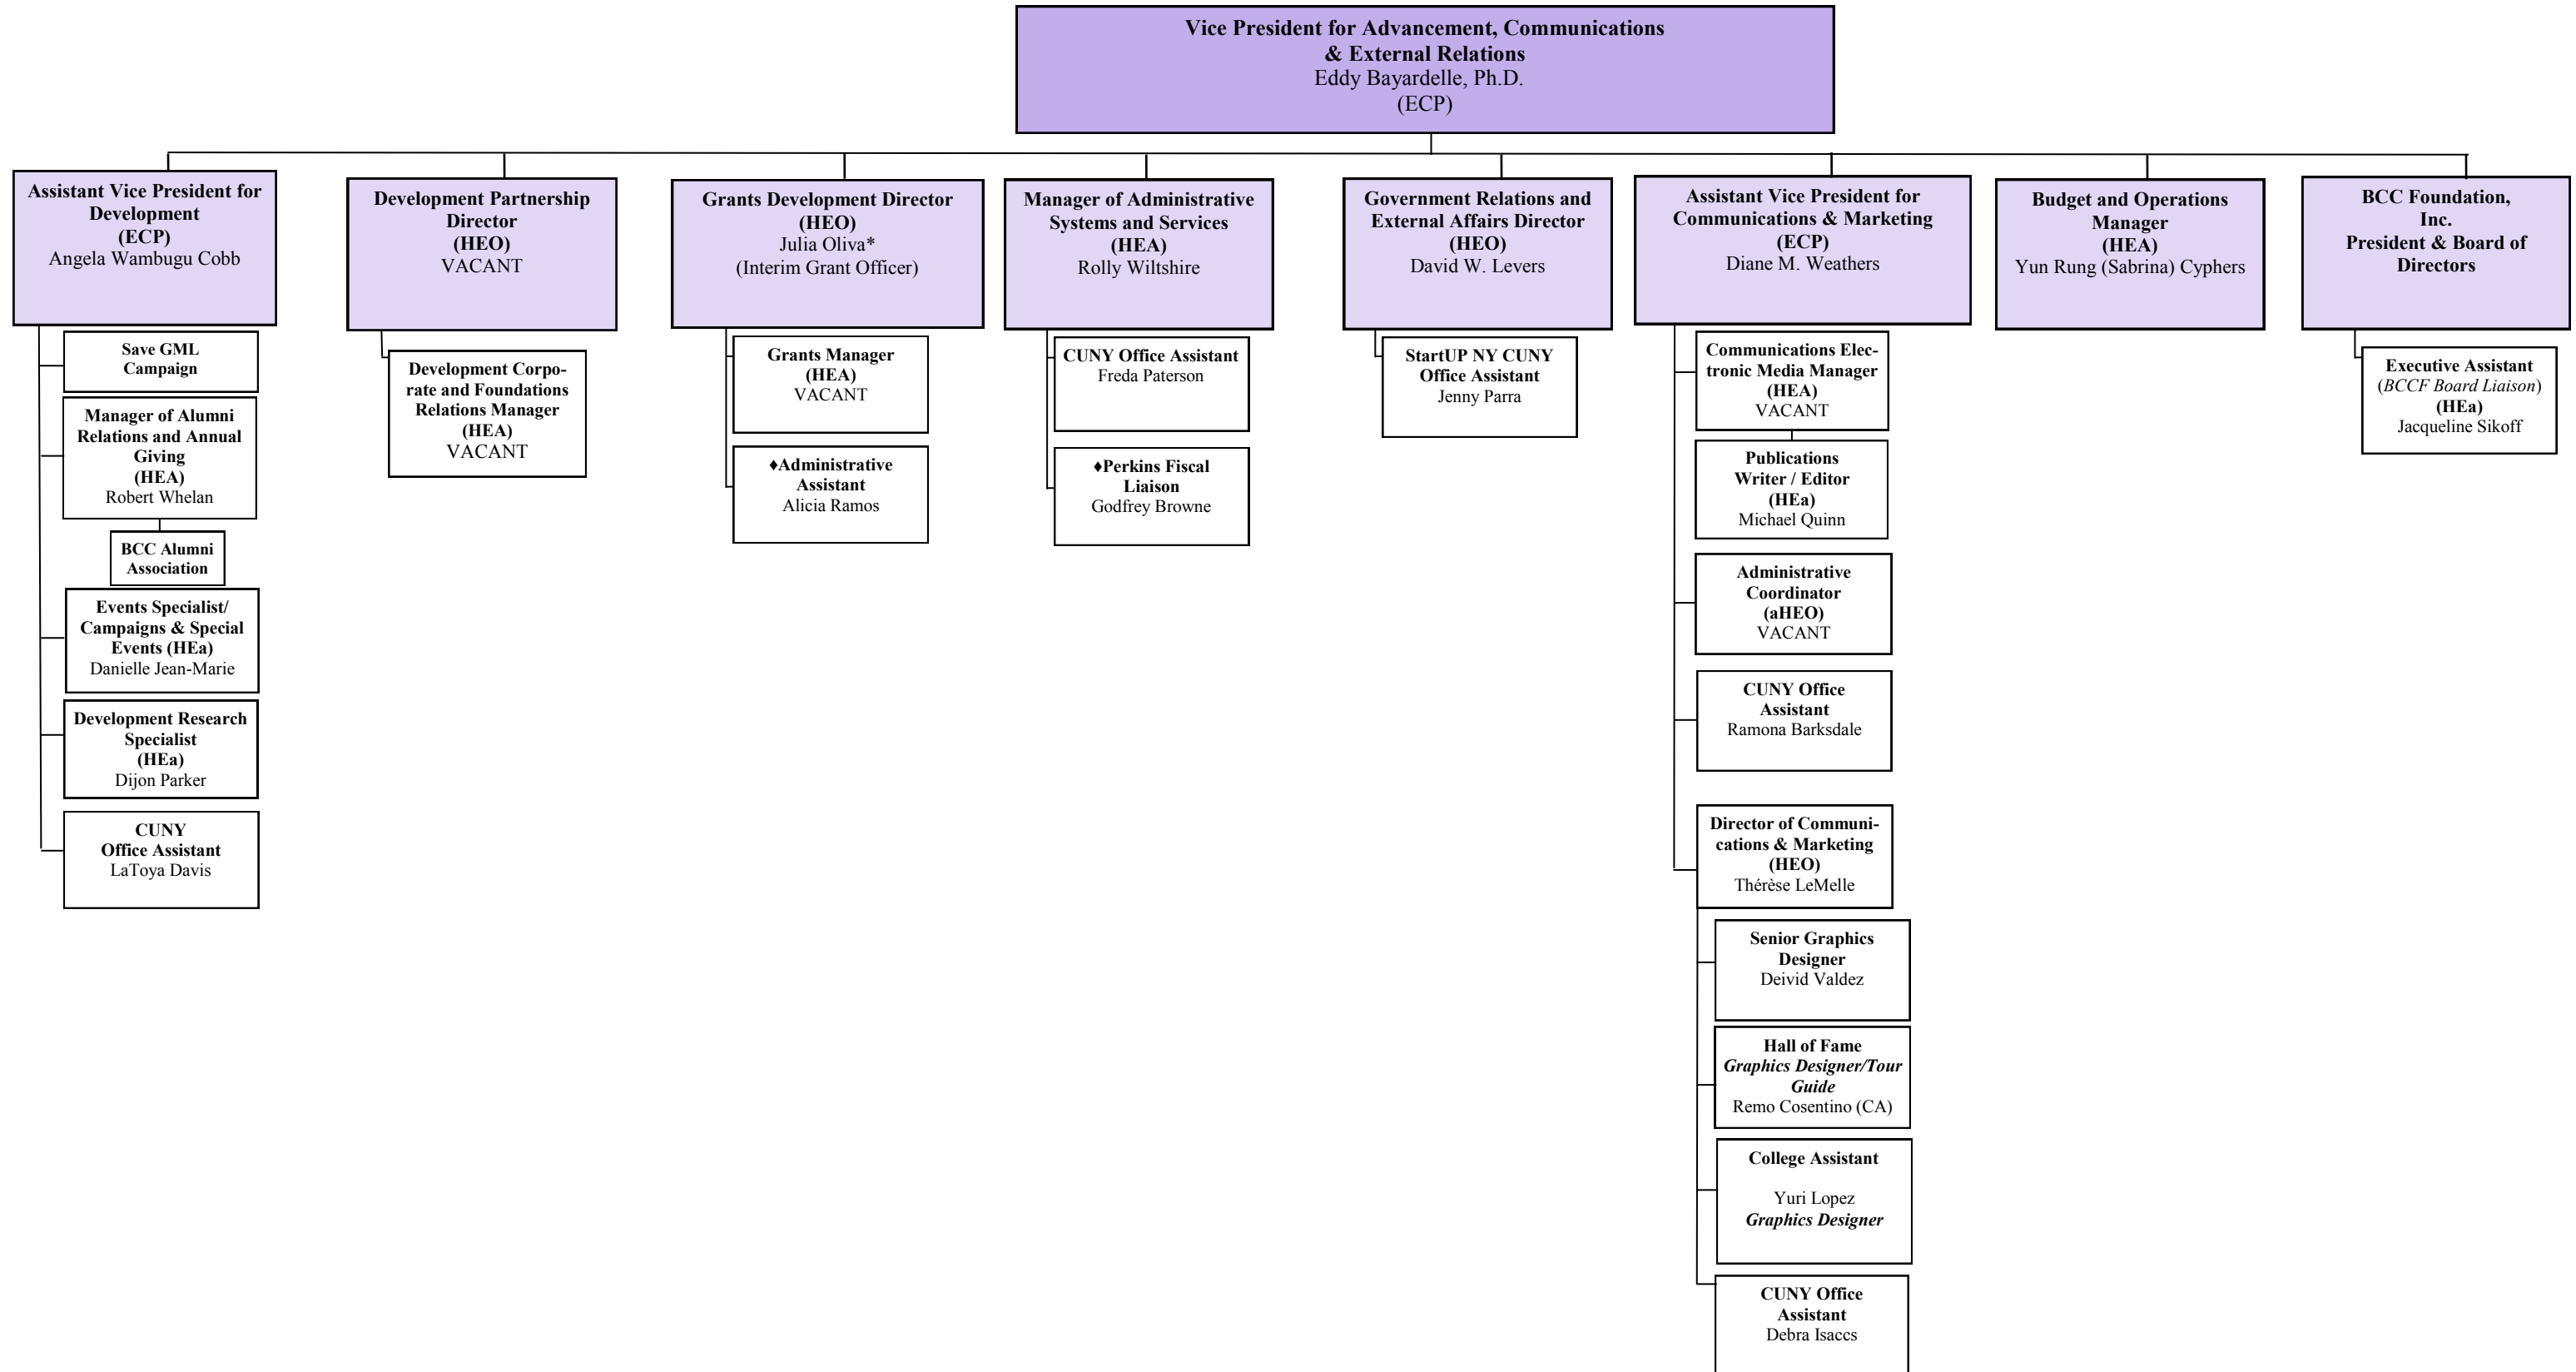 Vice President for Advancement, Communications
& External Relations
Eddy Bayardelle, Ph.D.
(ECP)
Assistant Vice President for
Development
(ECP)
Angela Wambugu Cobb
Save GML
Campaign
Manager of Alumni
Relations and Annual
Giving
(HEA)
Robert Whelan
BCC Alumni
Association
Events Specialist/
Campaigns & Special
Events (HEa)
Danielle Jean-Marie
Development Research
Specialist
(HEa)
Dijon Parker
CUNY
Office Assistant
LaToya Davis
Development Partnership
Director
(HEO)
VACANT
Development Corpo-
rate and Foundations
Relations Manager
(HEA)
VACANT
Grants Development Director
(HEO)
Julia Oliva*
(Interim Grant Officer)
Grants Manager
(HEA)
VACANT
♦Administrative
Assistant
Alicia Ramos
Manager of Administrative
Systems and Services
(HEA)
Rolly Wiltshire
CUNY Office Assistant
Freda Paterson
♦Perkins Fiscal
Liaison
Godfrey Browne
Government Relations and
External Affairs Director
(HEO)
David W. Levers
StartUP NY CUNY
Office Assistant
Jenny Parra
Assistant Vice President for
Communications & Marketing
(ECP)
Diane M. Weathers
Communications Elec-
tronic Media Manager
(HEA)
VACANT
Publications
Writer / Editor
(HEa)
Michael Quinn
Administrative
Coordinator
(aHEO)
VACANT
CUNY Office
Assistant
Ramona Barksdale
Director of Communi-
cations & Marketing
(HEO)
Thérèse LeMelle
Senior Graphics
Designer
Deivid Valdez
Hall of Fame
Graphics Designer/Tour
Guide
Remo Cosentino (CA)
College Assistant
Yuri Lopez
Graphics Designer
CUNY Office
Assistant
Debra Isaccs
Budget and Operations
Manager
(HEA)
Yun Rung (Sabrina) Cyphers
BCC Foundation,
Inc.
President & Board of
Directors
Executive Assistant
(BCCF Board Liaison)
(HEa)
Jacqueline Sikoff